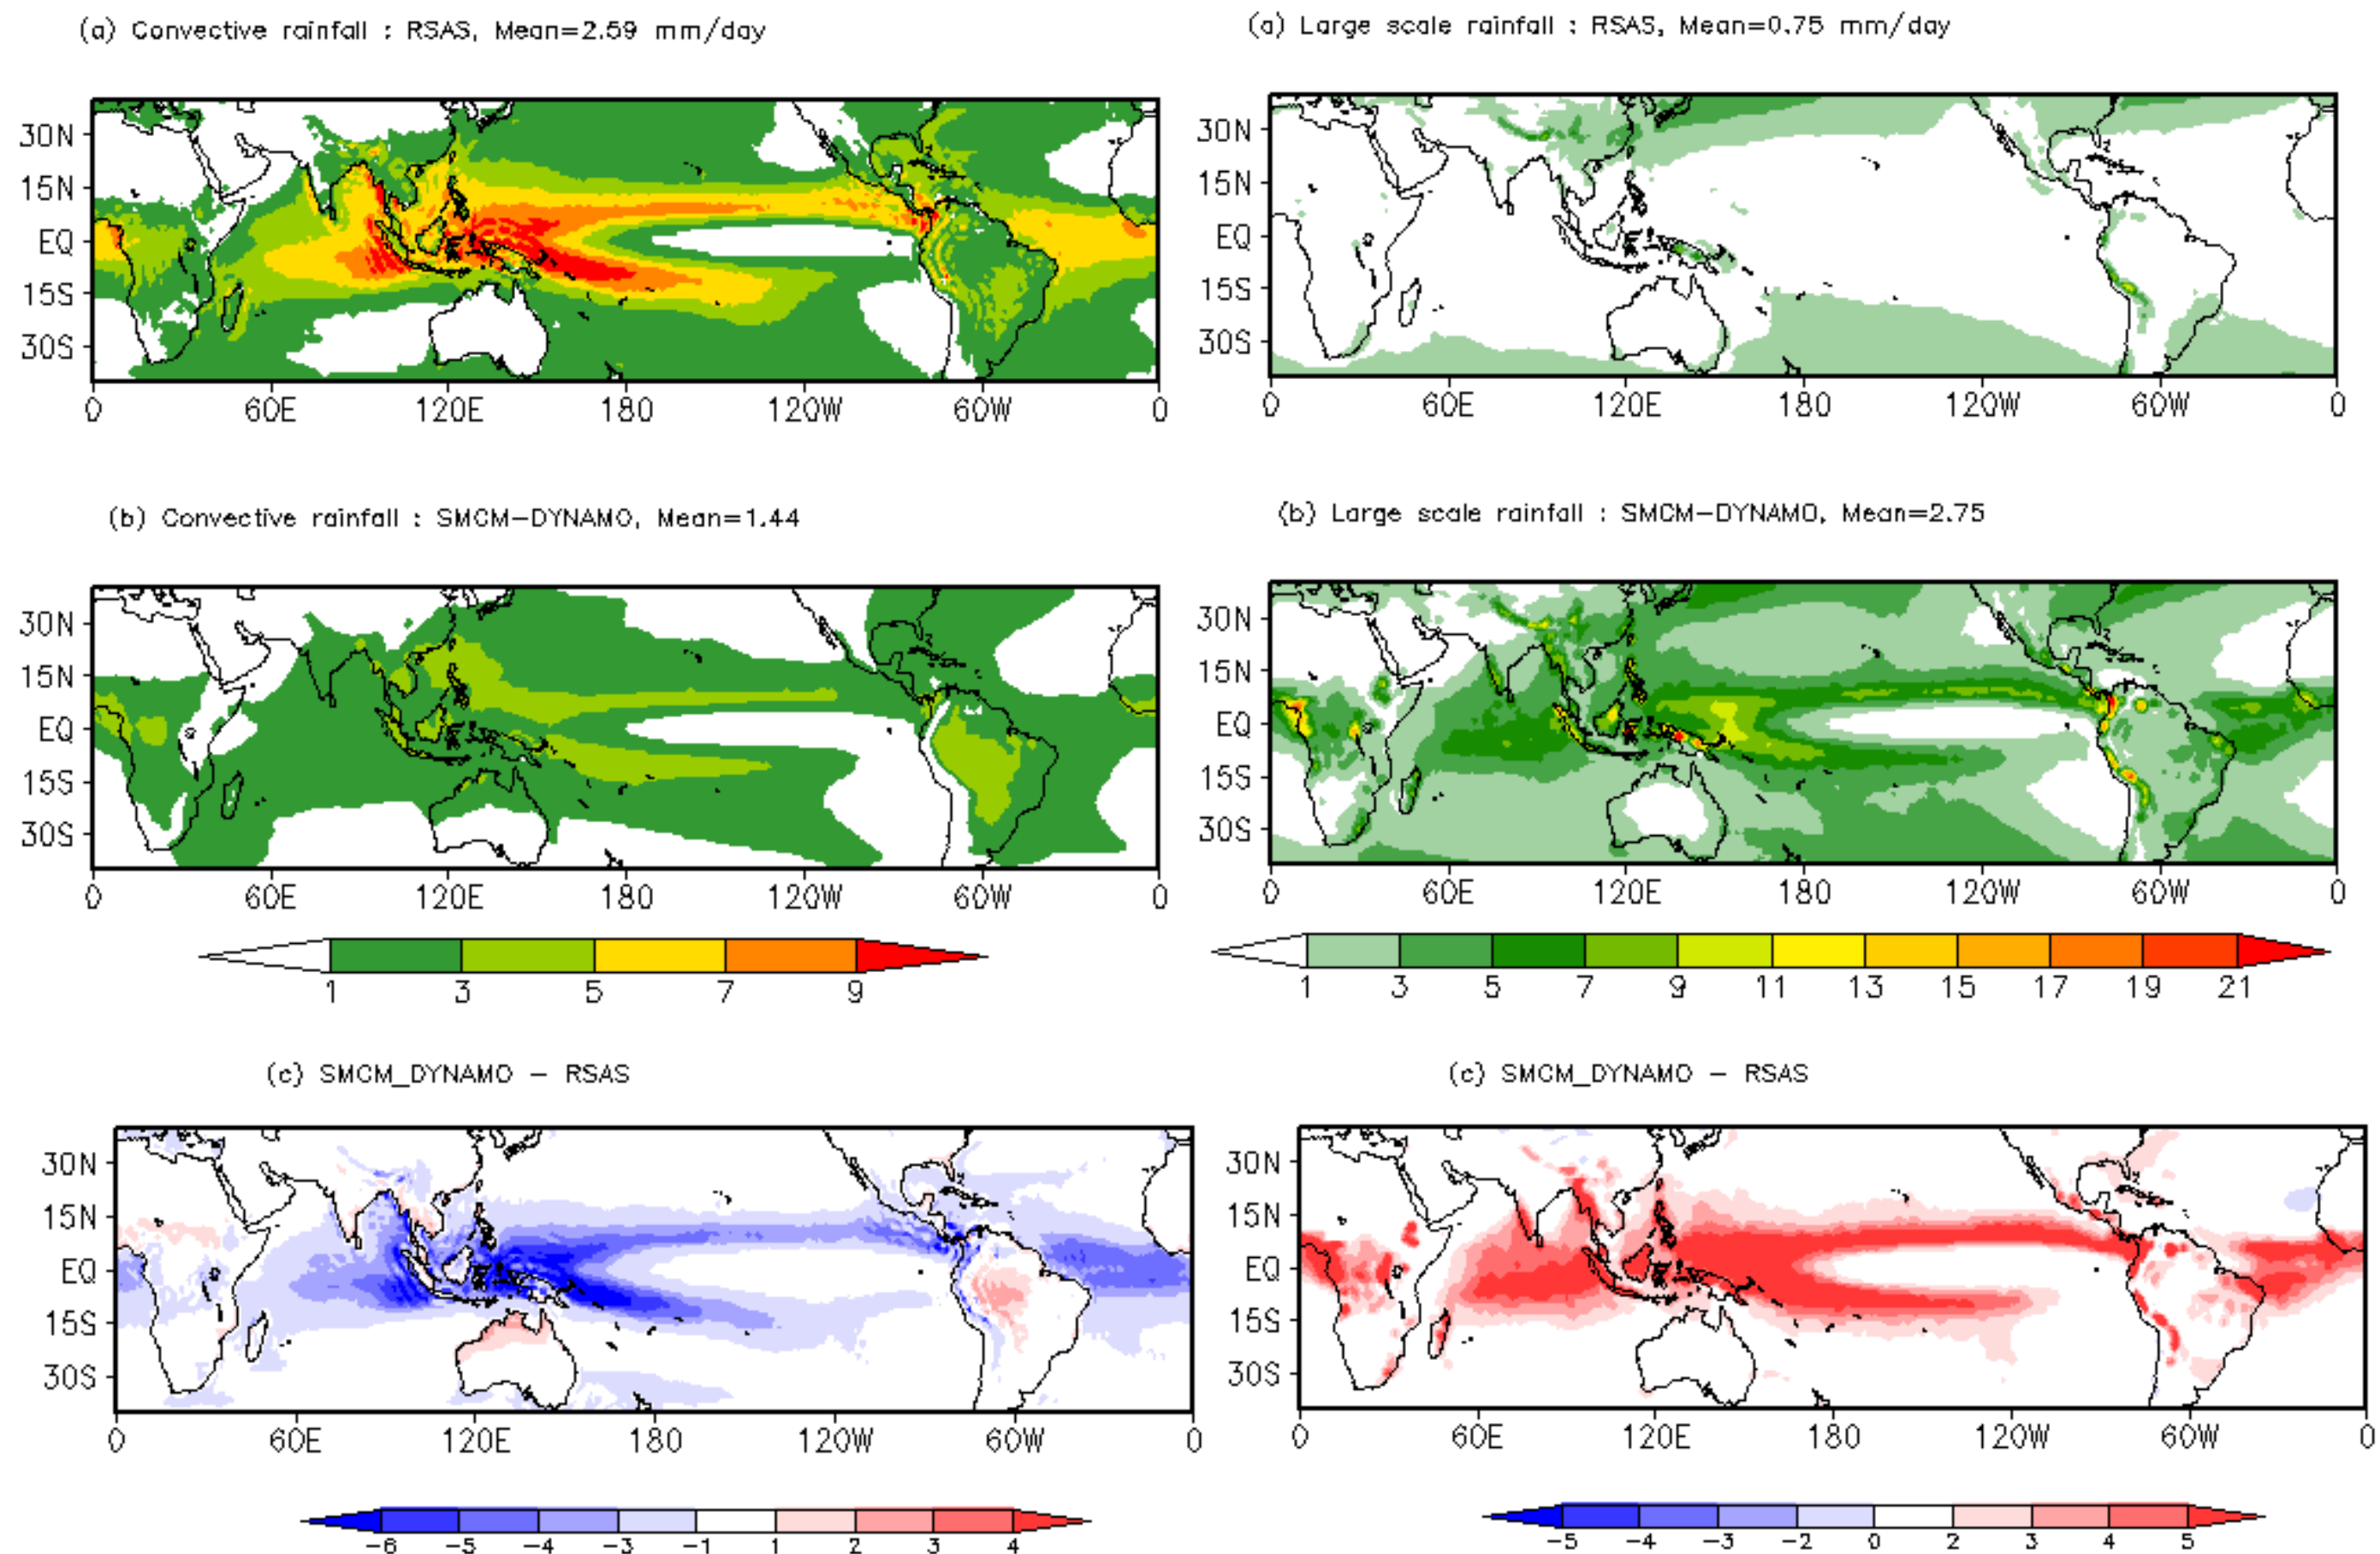 (a) Convective rainfall : RSAS, Mean=2.59 mm/day
30N
15N
EQ
15S
30S
0 60E 120E 180 120W 60W 0
(a) Large scale rainfall : RSAS, Mean=0.75 mm/day
30N
15N
EQ
15S
30S
0 60E 120E 180 120W 60W 0
(b) Convective rainfall : SMCM-DYNAMO, Mean=1.44
30N
15N
EQ
15S
30S
0 60E 120E 180 120W 60W 0
1 3 5 7 9
(b) Large scale rainfall : SMCM-DYNAMO, Mean=2.75
30N
15N
EQ
15S
30S
0 60E 120E 180 120W 60W 0
1 3 5 7 9 11 13 15 17 19 21
(c) SMCM_DYNAMO - RSAS
30N
15N
EQ
15S
30S
0 60E 120E 180 120W 60W 0
-6 -5 -4 -3 -1 1 2 3 4
(c) SMCM_DYNAMO - RSAS
30N
15N
EQ
15S
30S
0 60E 120E 180 120W 60W 0
-5 -4 -3 -2 0 2 3 4 5